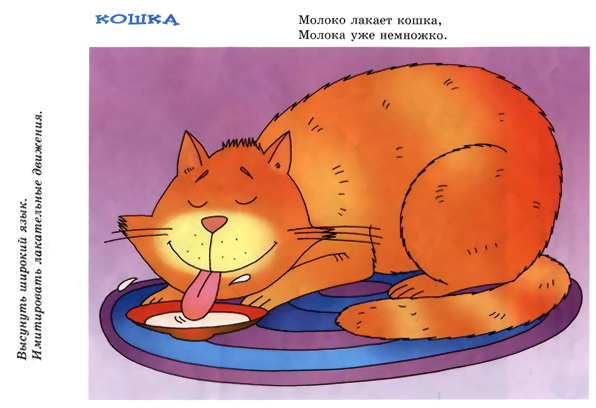 КОШКА
Молоко лакает кошка,
Молока уже немножко.
Высунуть широкий язык.
Имитировать лакательные движения.